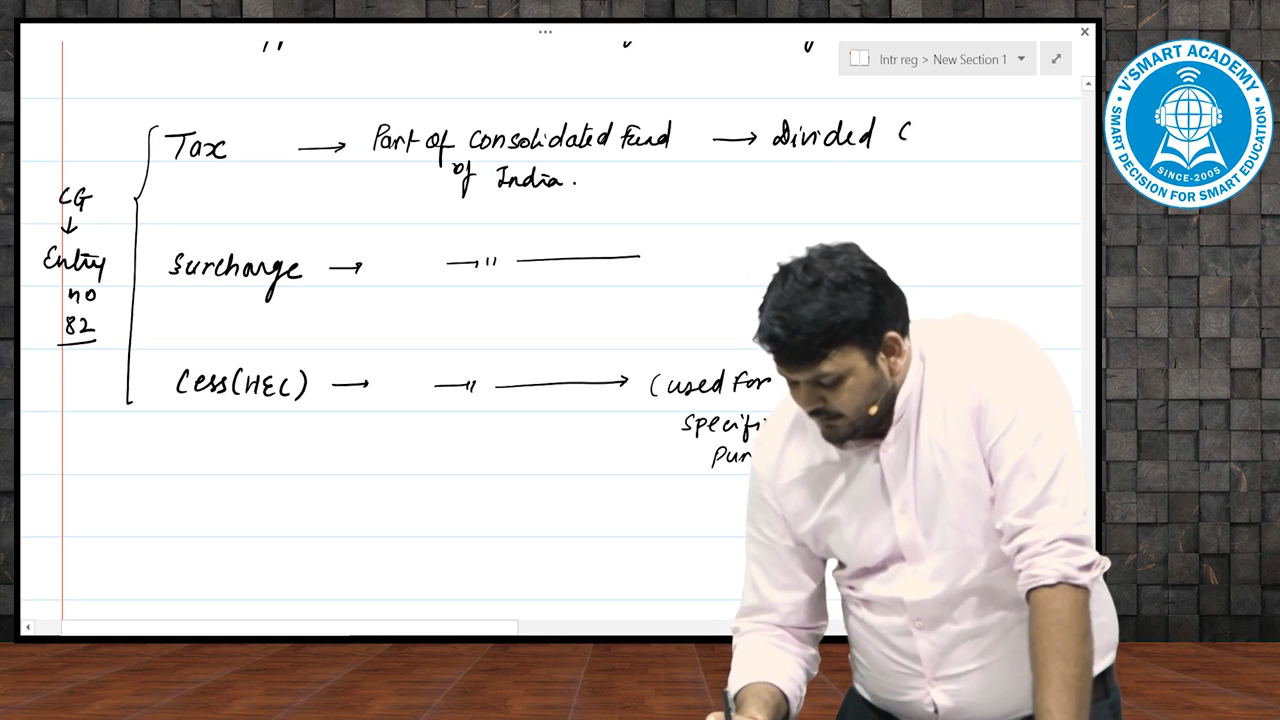 Intr reg > New Section 1
Tax → Part of Consolidated Fund → Divided (
of India.
CG
↓
Entry
no
82
Surcharge → —"—
Cess(HEC) → —"—→ (used for
specifi
Pur
V'SMART ACADEMY
SMART DECISION FOR SMART EDUCATION
SINCE-2005